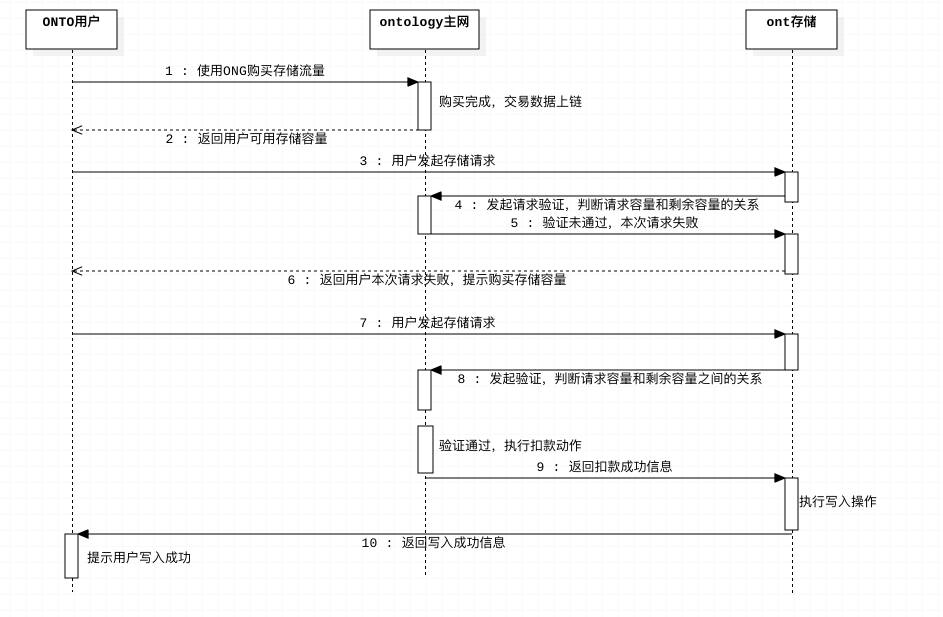 ONTO用户
ontology主网
ont存储
1 : 使用ONG购买存储流量
购买完成，交易数据上链
2 : 返回用户可用存储容量
3 : 用户发起存储请求
4 : 发起请求验证，判断请求容量和剩余容量的关系
5 : 验证未通过，本次请求失败
6 : 返回用户本次请求失败，提示购买存储容量
7 : 用户发起存储请求
8 : 发起验证，判断请求容量和剩余容量之间的关系
验证通过，执行扣款动作
9 : 返回扣款成功信息
执行写入操作
10 : 返回写入成功信息
提示用户写入成功